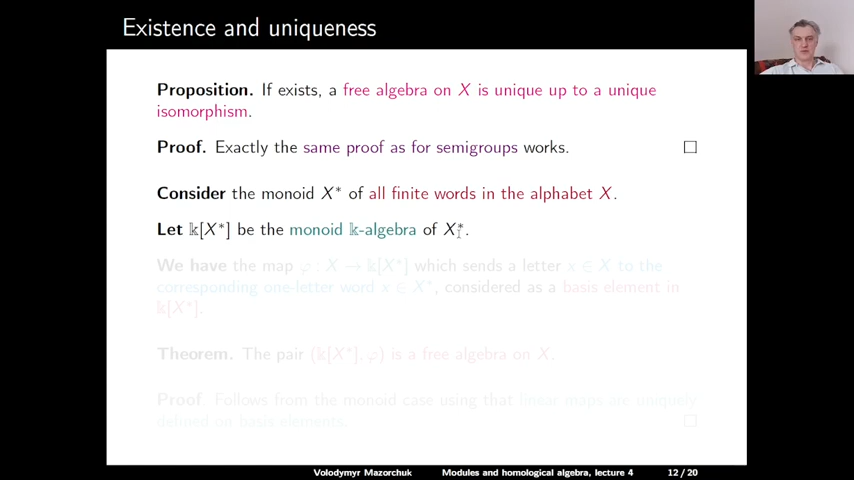 Existence and uniqueness
Proposition. If exists, a free algebra on X is unique up to a unique
isomorphism.
Proof. Exactly the same proof as for semigroups works. □
Consider the monoid X* of all finite words in the alphabet X.
Let 𝕜[X*] be the monoid 𝕜-algebra of X*.
We have the map φ : X → 𝕜[X*] which sends a letter x ∈ X to the
corresponding one-letter word x ∈ X*, considered as a basis element in
𝕜[X*].
Theorem. The pair (𝕜[X*], φ) is a free algebra on X.
Proof Follows from the monoid case using that linear maps are uniquely
defined on basis elements. □
Volodymyr Mazorchuk Modules and homological algebra, lecture 4 12 / 20